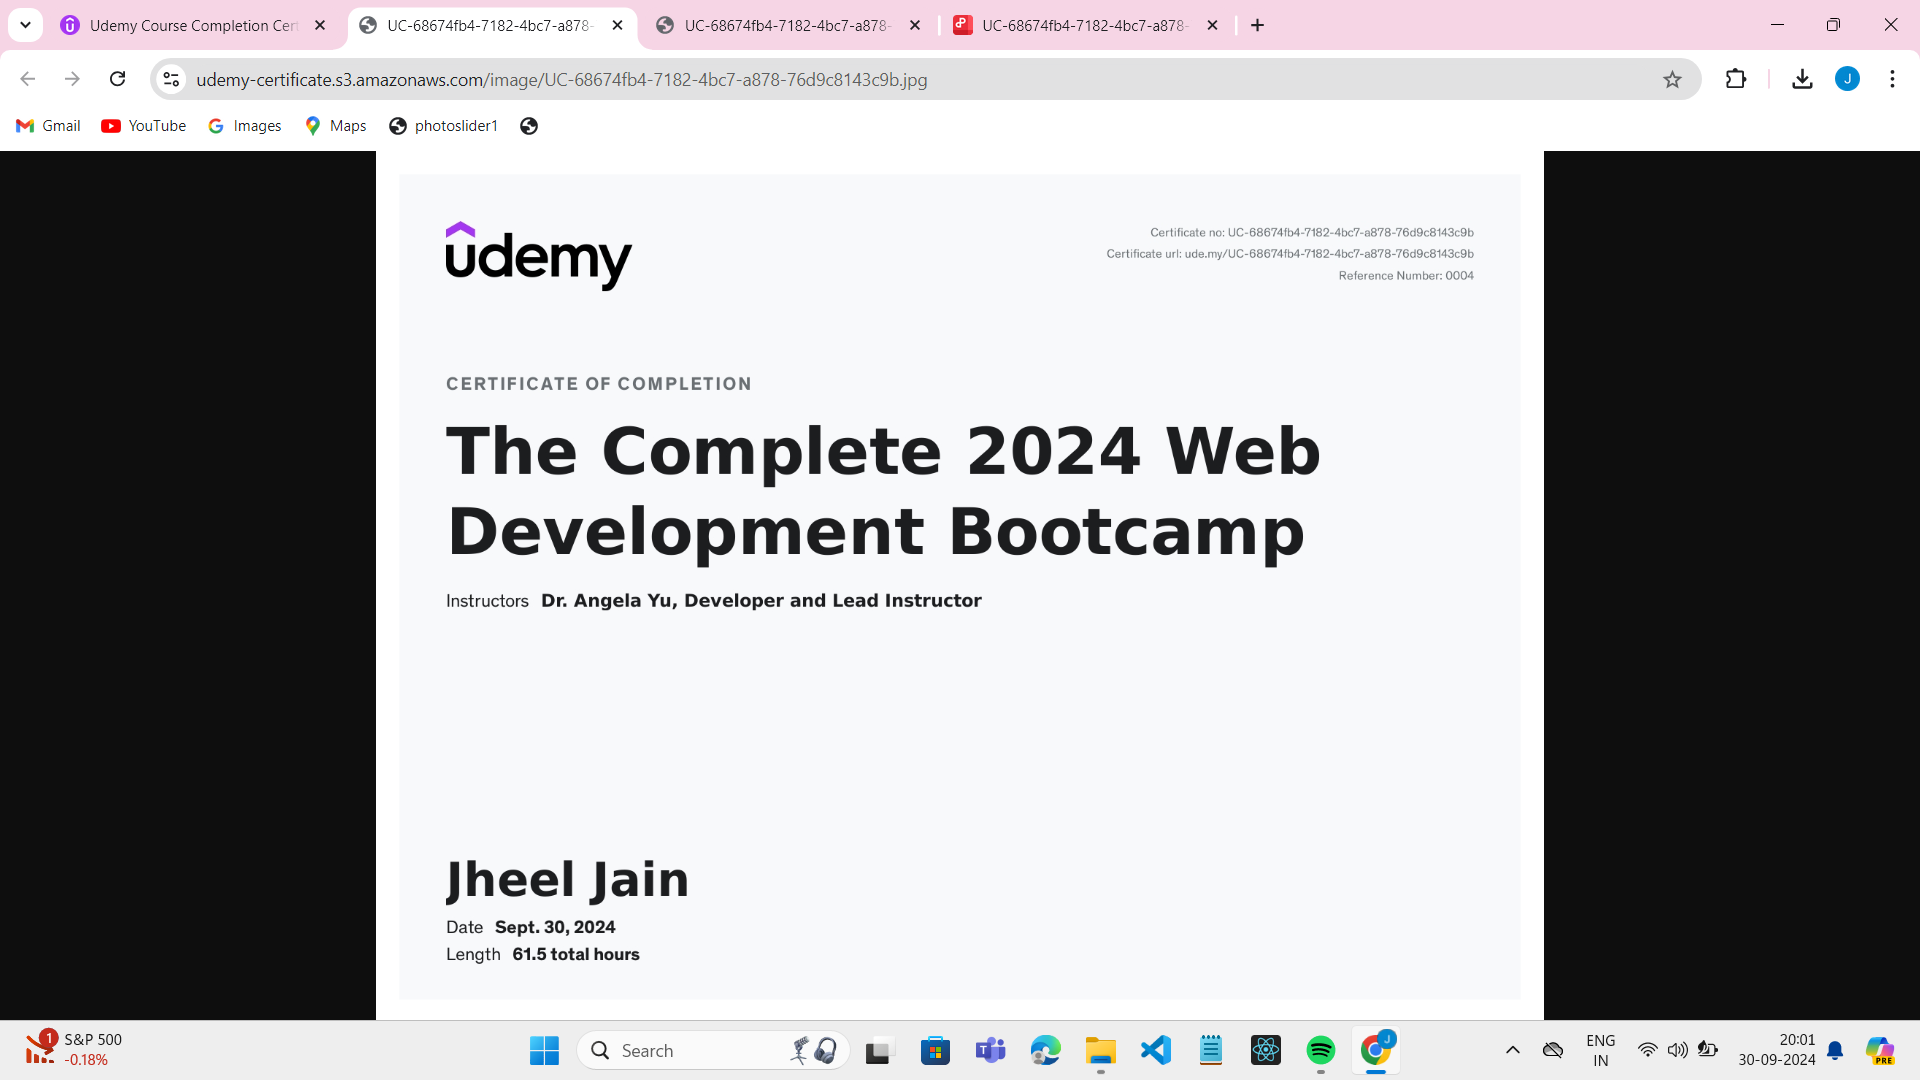 Udemy Course Completion Cert
UC-68674fb4-7182-4bc7-a878-
UC-68674fb4-7182-4bc7-a878-
UC-68674fb4-7182-4bc7-a878-
udemy-certificate.s3.amazonaws.com/image/UC-68674fb4-7182-4bc7-a878-76d9c8143c9b.jpg
J
Gmail
YouTube
Images
Maps
photoslider1
udemy
Certificate no: UC-68674fb4-7182-4bc7-a878-76d9c8143c9b
Certificate url: ude.my/UC-68674fb4-7182-4bc7-a878-76d9c8143c9b
Reference Number: 0004
CERTIFICATE OF COMPLETION
The Complete 2024 Web
Development Bootcamp
Instructors Dr. Angela Yu, Developer and Lead Instructor
Jheel Jain
Date Sept. 30, 2024
Length 61.5 total hours
1
S&P 500
-0.18%
Search
J
ENG
IN
20:01
30-09-2024
PRE